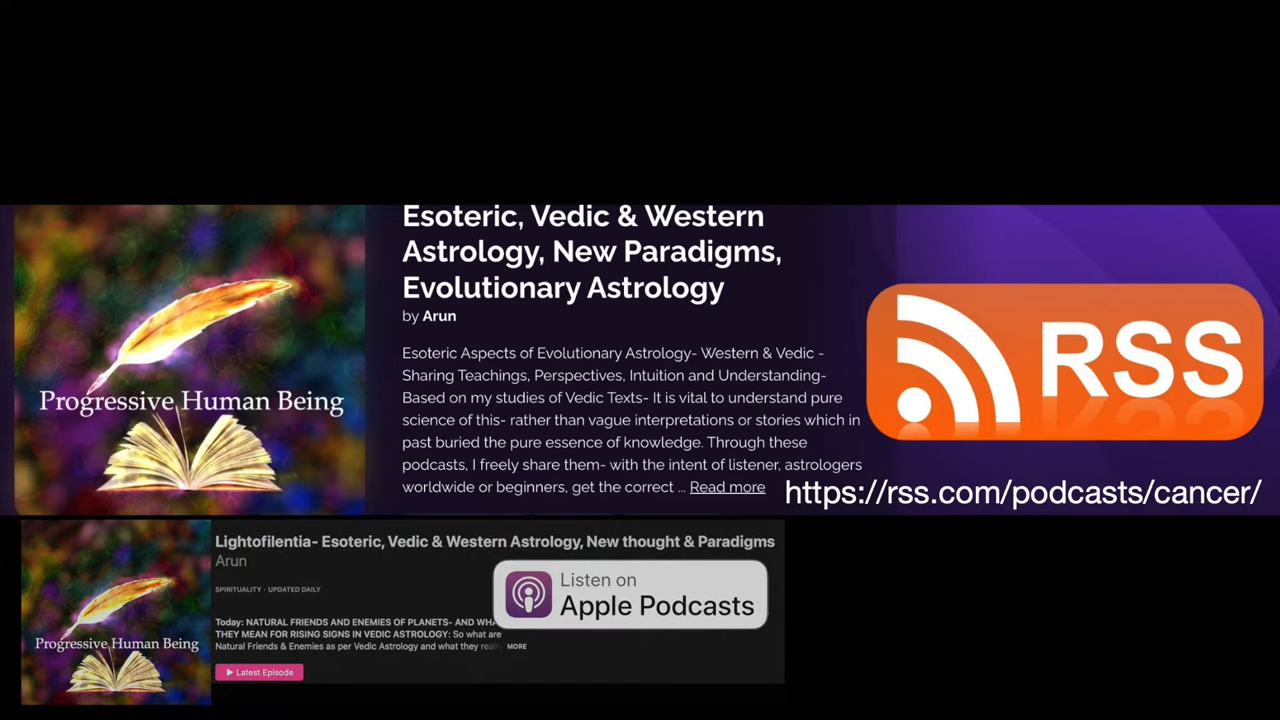 Esoteric, Vedic & Western
Astrology, New Paradigms,
Evolutionary Astrology
by Arun
Esoteric Aspects of Evolutionary Astrology- Western & Vedic -
Sharing Teachings, Perspectives, Intuition and Understanding-
Based on my studies of Vedic Texts- It is vital to understand pure
science of this- rather than vague interpretations or stories which in
past buried the pure essence of knowledge. Through these
podcasts, I freely share them- with the intent of listener, astrologers
worldwide or beginners, get the correct ... Read more
Progressive Human Being
RSS
https://rss.com/podcasts/cancer/
Lightofilentia- Esoteric, Vedic & Western Astrology, New thought & Paradigms
Arun
SPIRITUALITY · UPDATED DAILY
Today: NATURAL FRIENDS AND ENEMIES OF PLANETS- AND WHA
THEY MEAN FOR RISING SIGNS IN VEDIC ASTROLOGY: So what are
Natural Friends & Enemies as per Vedic Astrology and what they really MORE
Latest Episode
Progressive Human Being
Listen on
Apple Podcasts